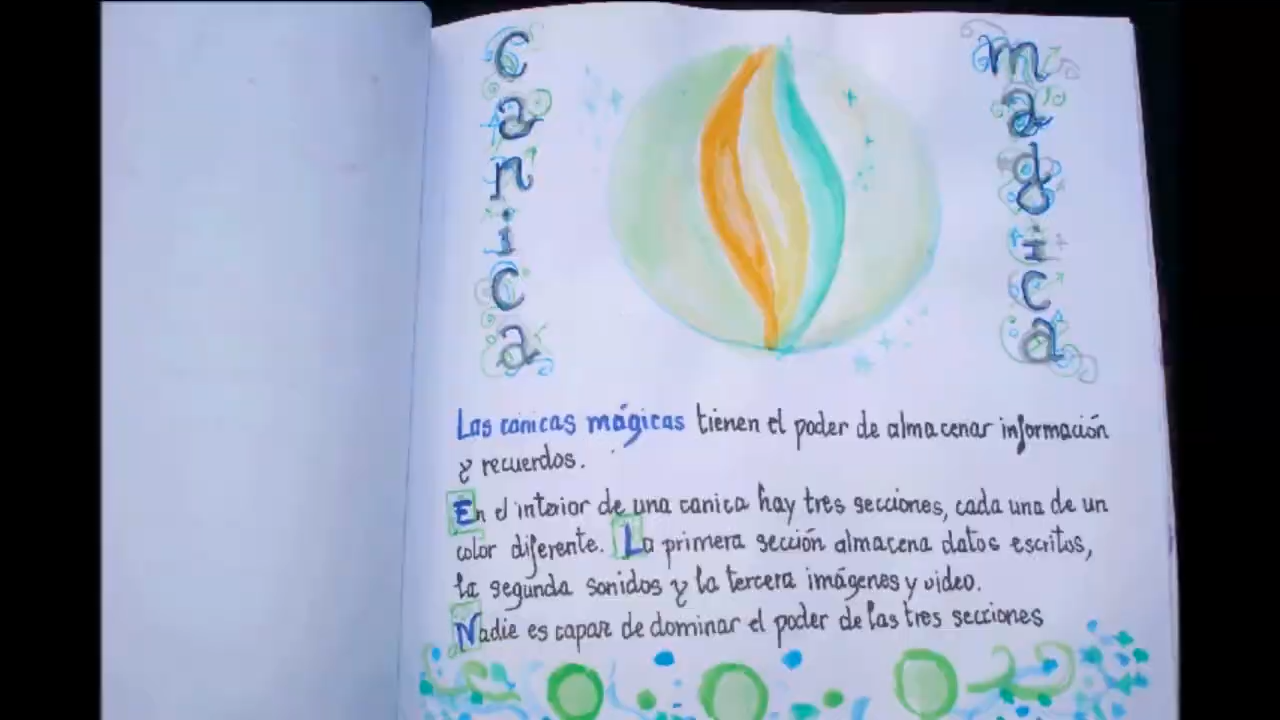 Canica
madica
Las canicas mágicas tienen el poder de almacenar información
y recuerdos.
En el interior de una canica hay tres secciones, cada una de un
color diferente. La primera sección almacena datos escritos,
la segunda sonidos y la tercera imágenes y video.
Nadie es capar de dominar el poder de las tres secciones